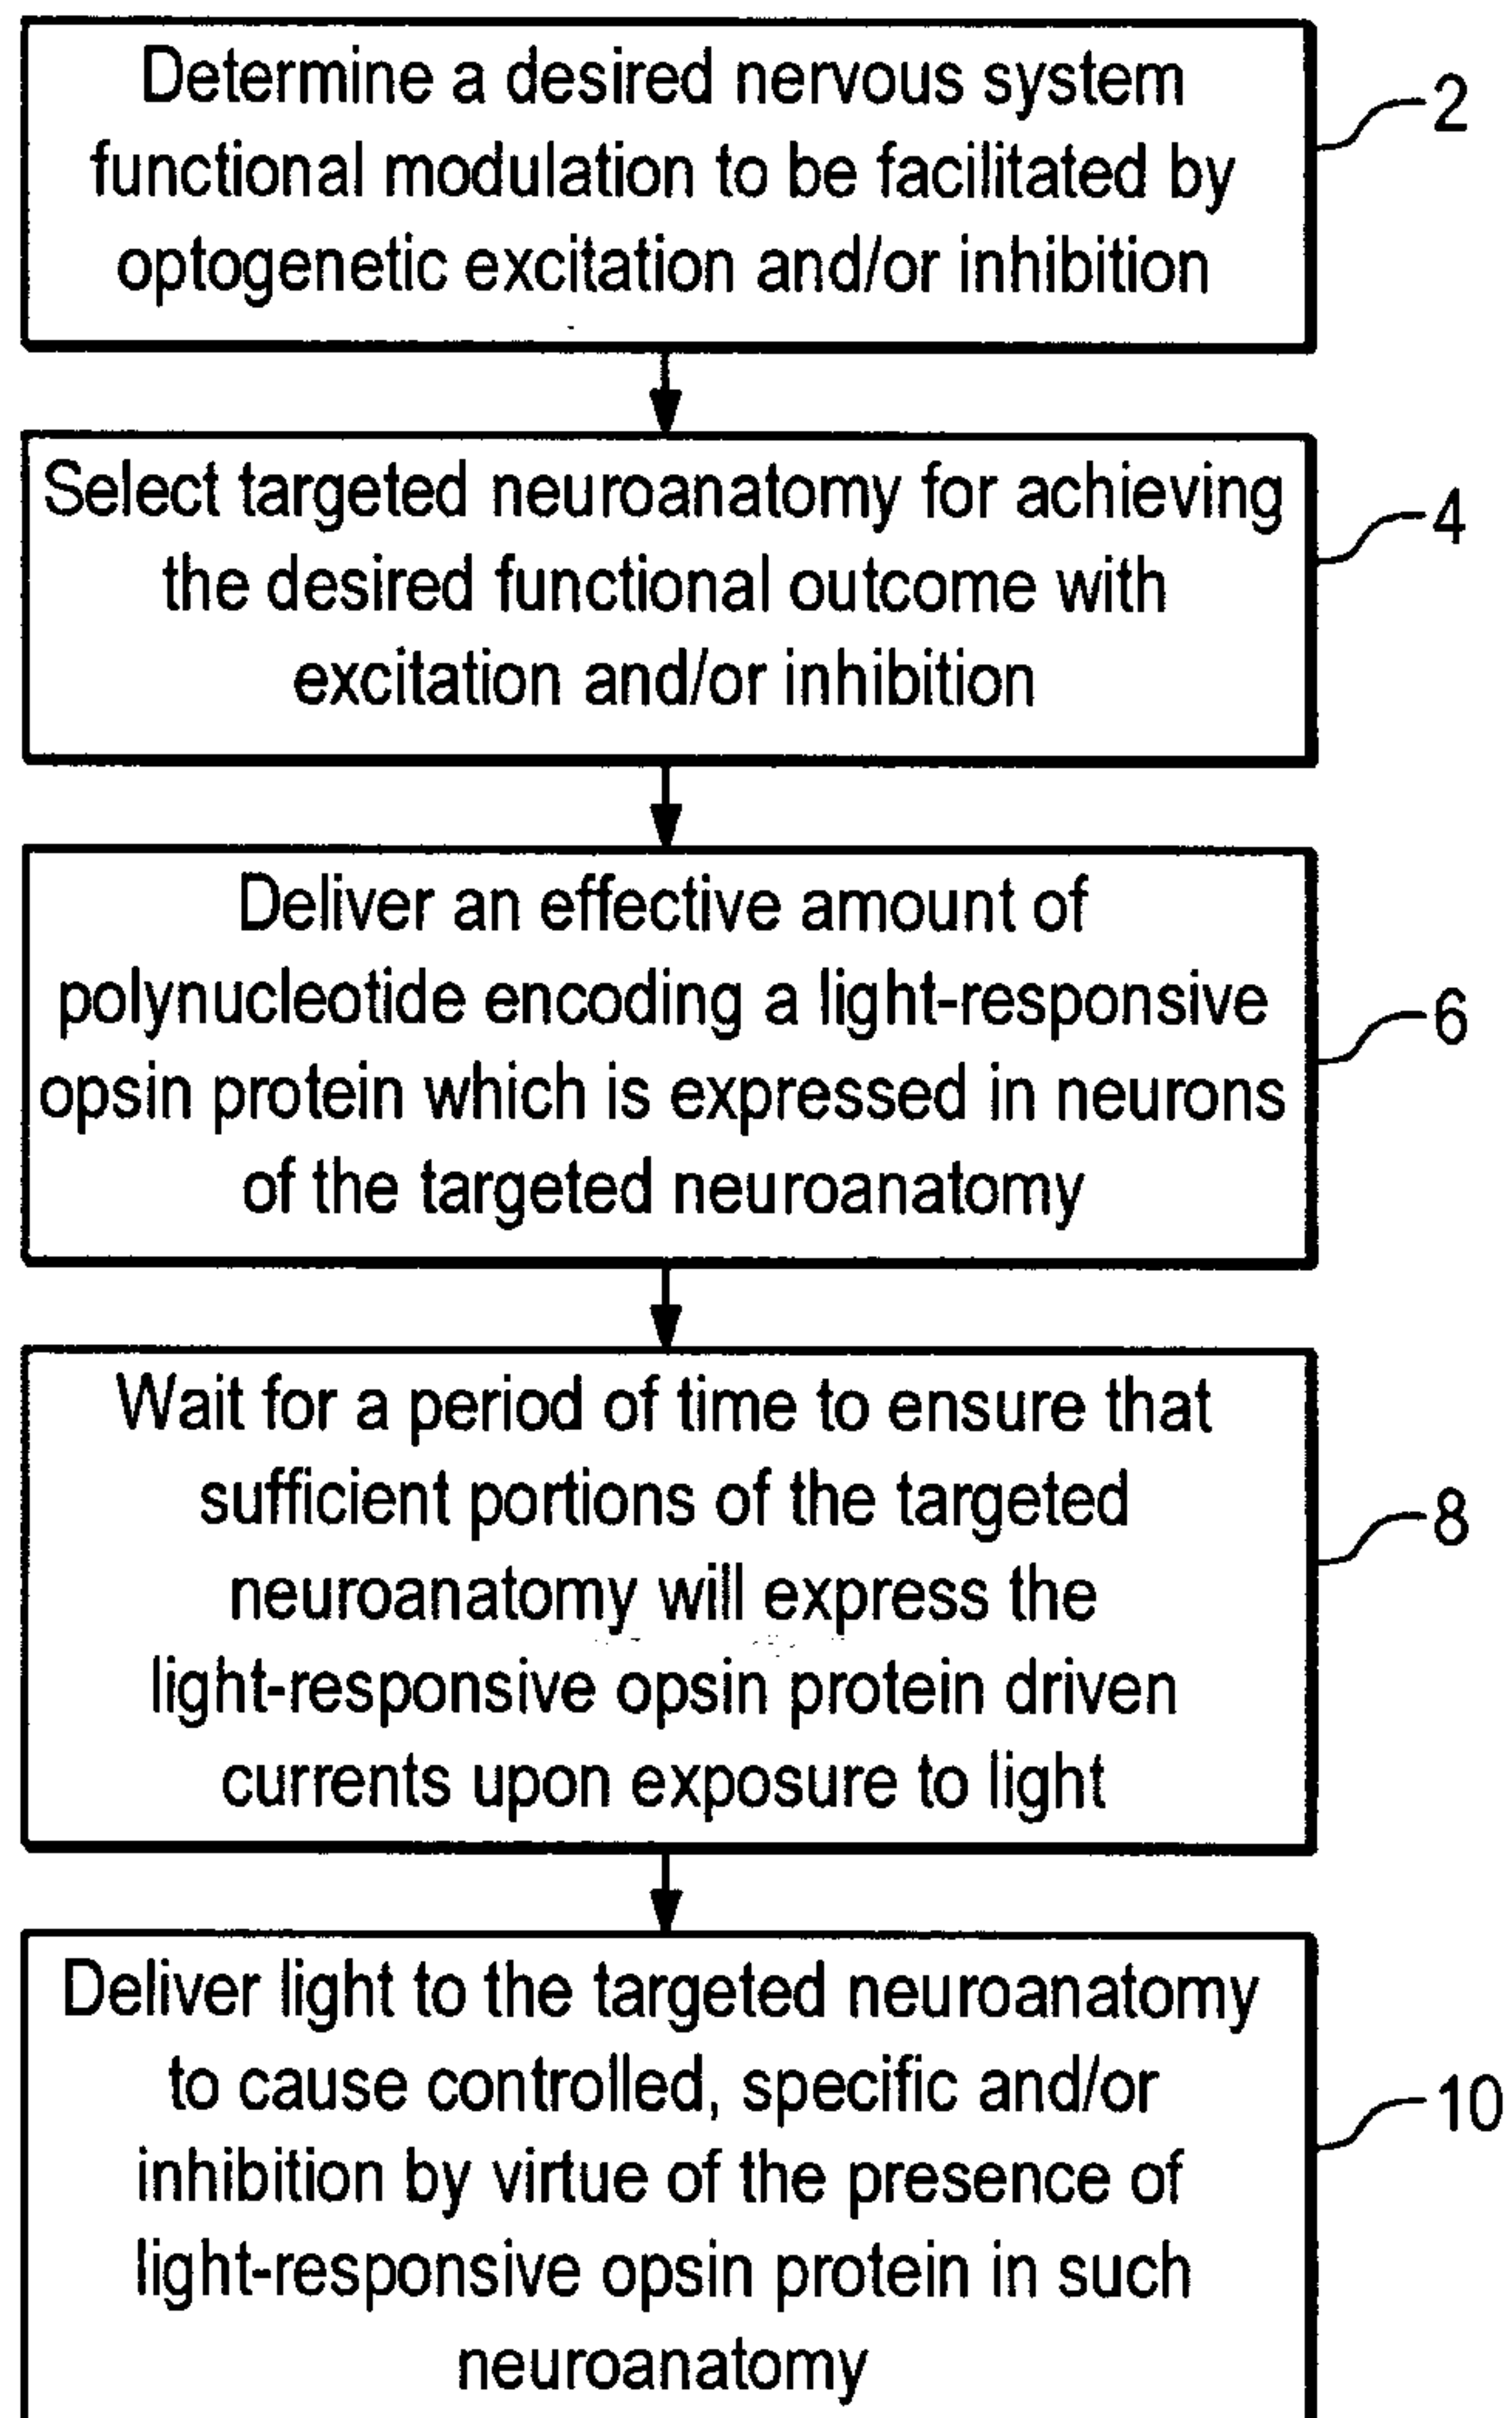 Determine a desired nervous system
functional modulation to be facilitated by
optogenetic excitation and/or inhibition
2
Select targeted neuroanatomy for achieving
the desired functional outcome with
excitation and/or inhibition
4
Deliver an effective amount of
polynucleotide encoding a light-responsive
opsin protein which is expressed in neurons
of the targeted neuroanatomy
6
Wait for a period of time to ensure that
sufficient portions of the targeted
neuroanatomy will express the
light-responsive opsin protein driven
currents upon exposure to light
8
Deliver light to the targeted neuroanatomy
to cause controlled, specific and/or
inhibition by virtue of the presence of
light-responsive opsin protein in such
neuroanatomy
10